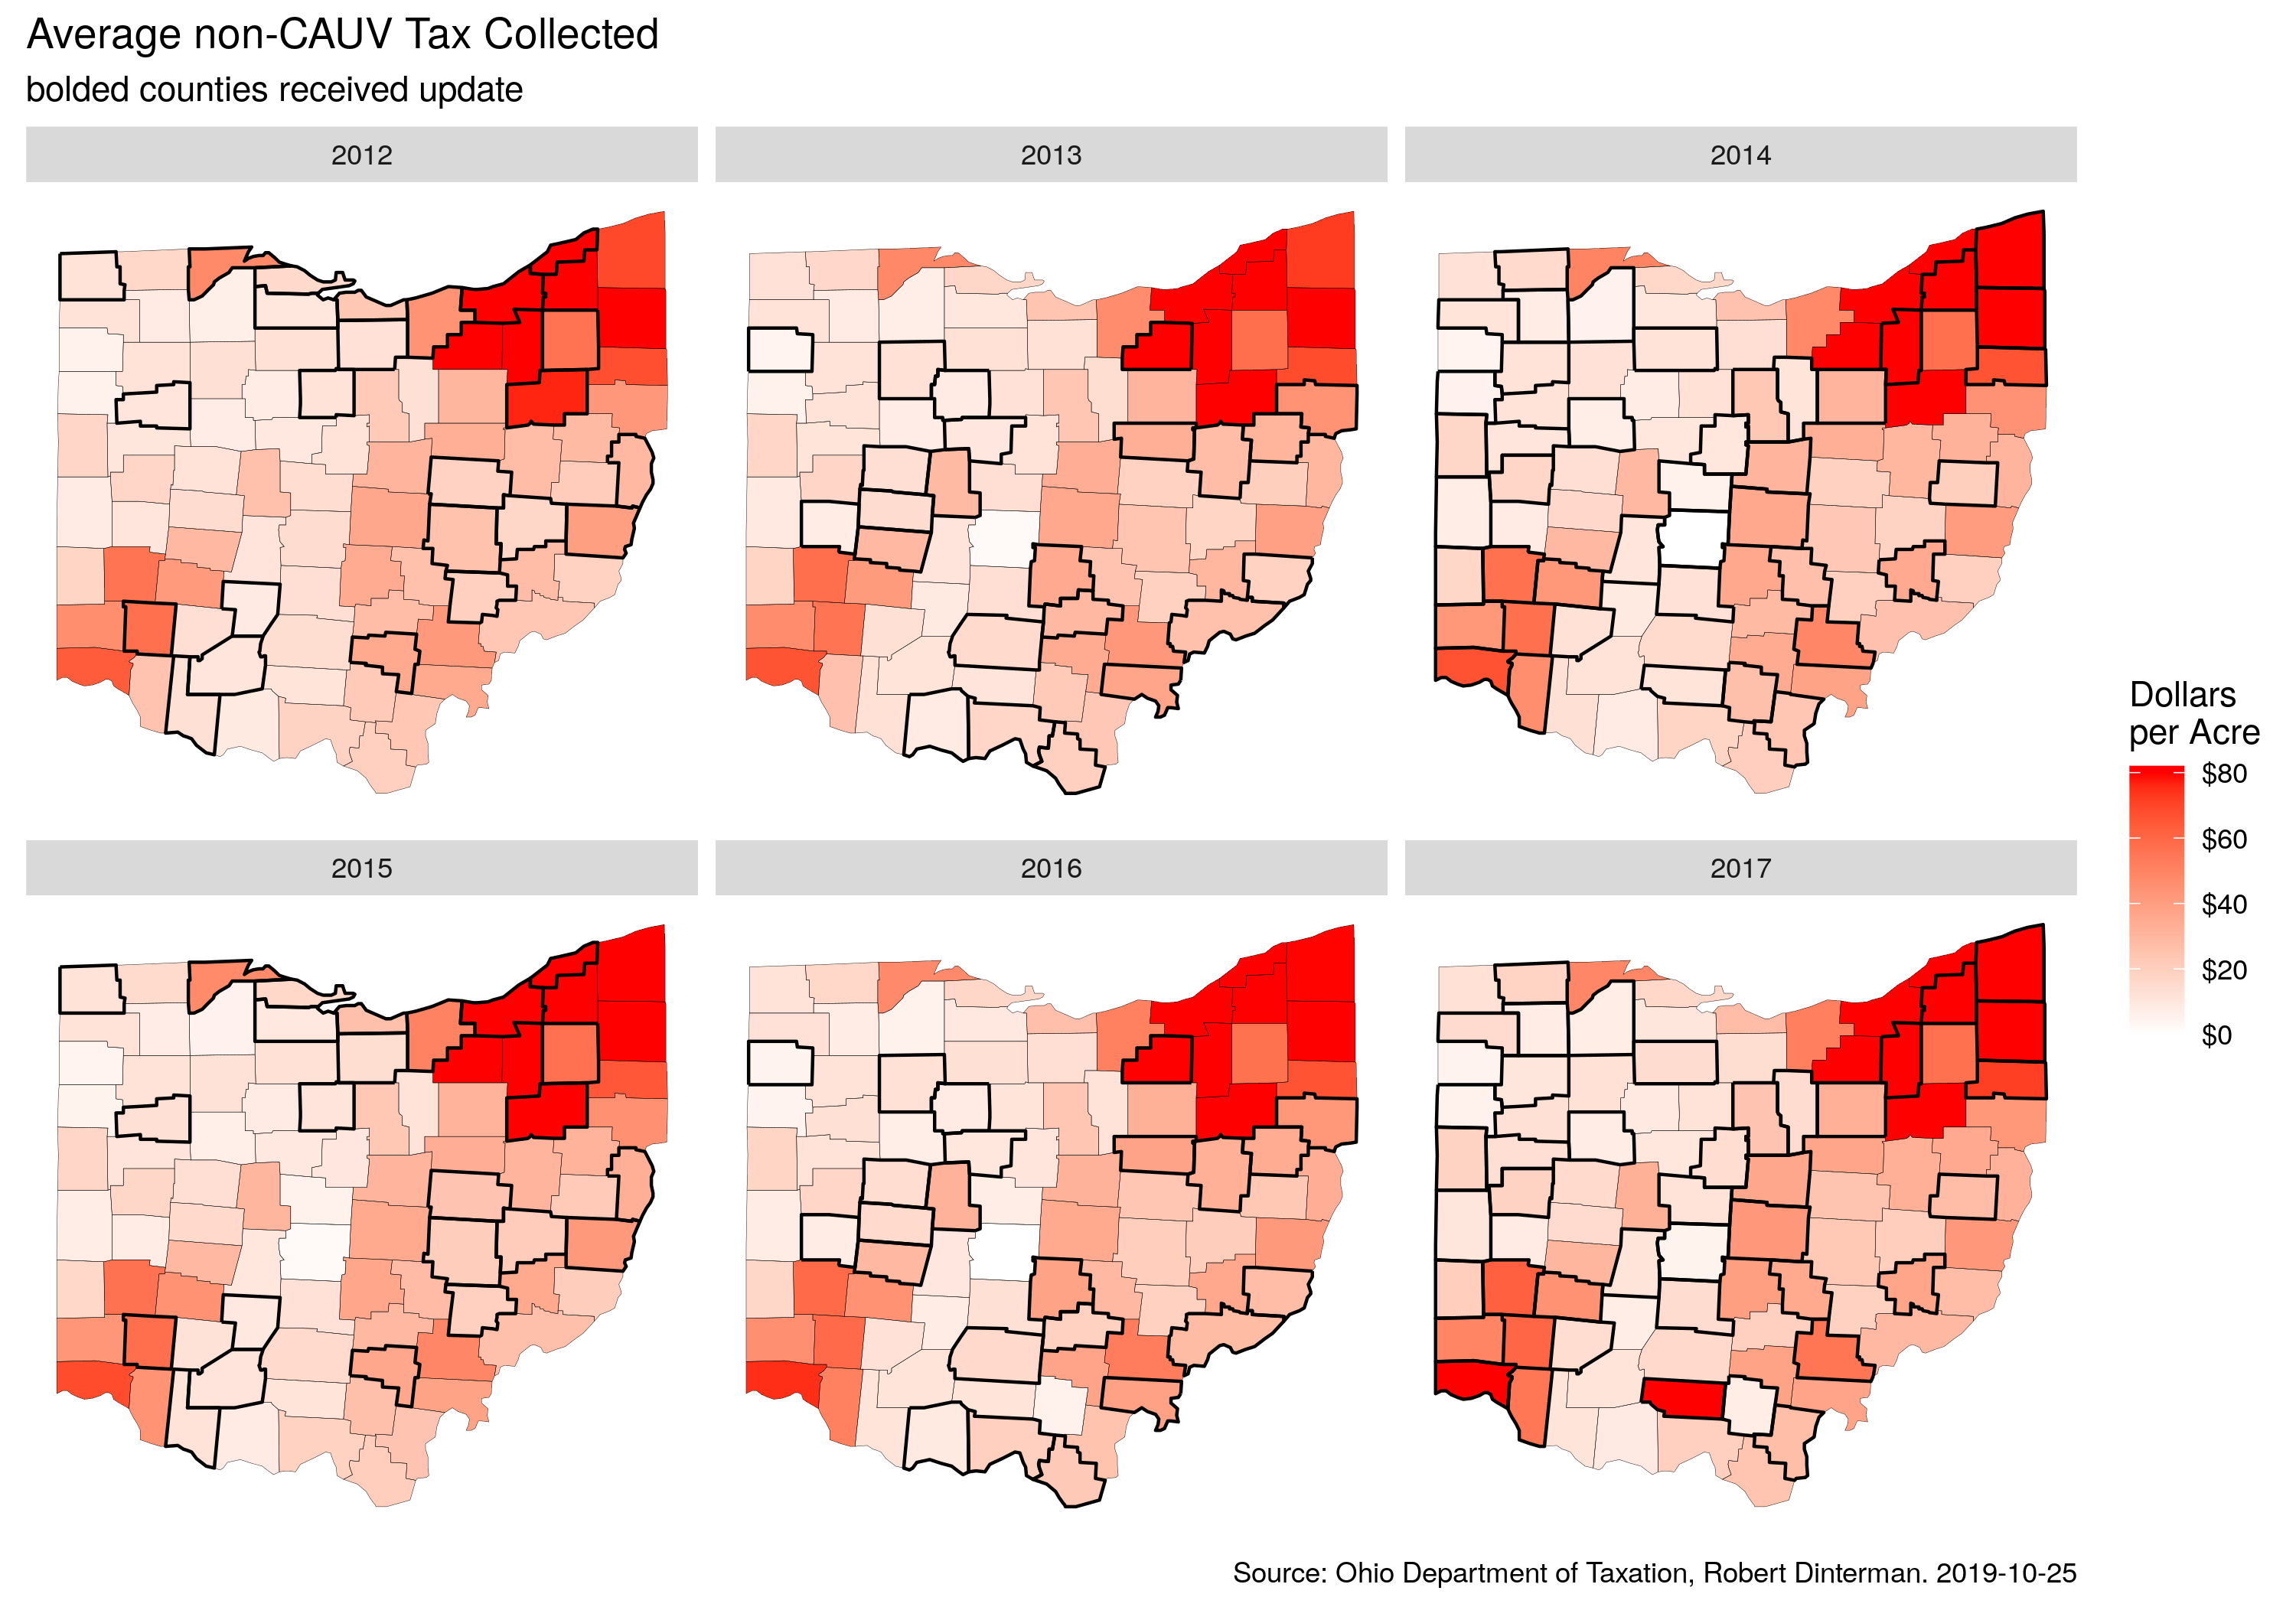 Average non-CAUV Tax Collected
bolded counties received update
2012
2013
2014
2015
2016
2017
Dollars
per Acre
$80
$60
$40
$20
$0
Source: Ohio Department of Taxation, Robert Dinterman. 2019-10-25